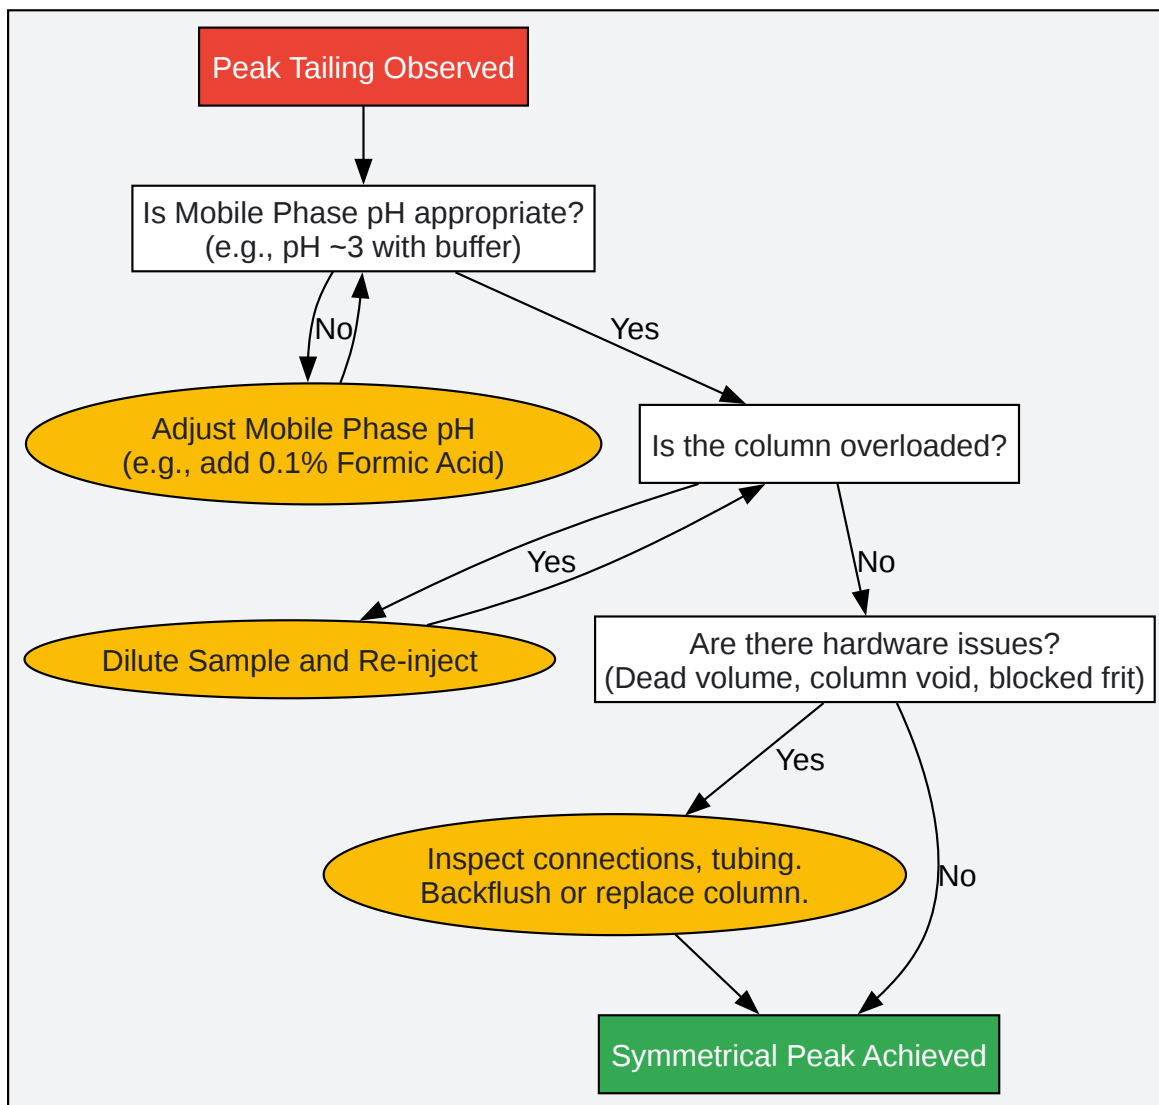 Peak Tailing Observed
Is Mobile Phase pH appropriate?
(e.g., pH ~3 with buffer)
No
Yes
Adjust Mobile Phase pH
(e.g., add 0.1% Formic Acid)
Is the column overloaded?
Yes
No
Dilute Sample and Re-inject
Are there hardware issues?
(Dead volume, column void, blocked frit)
Yes
Inspect connections, tubing.
Backflush or replace column.
No
Symmetrical Peak Achieved